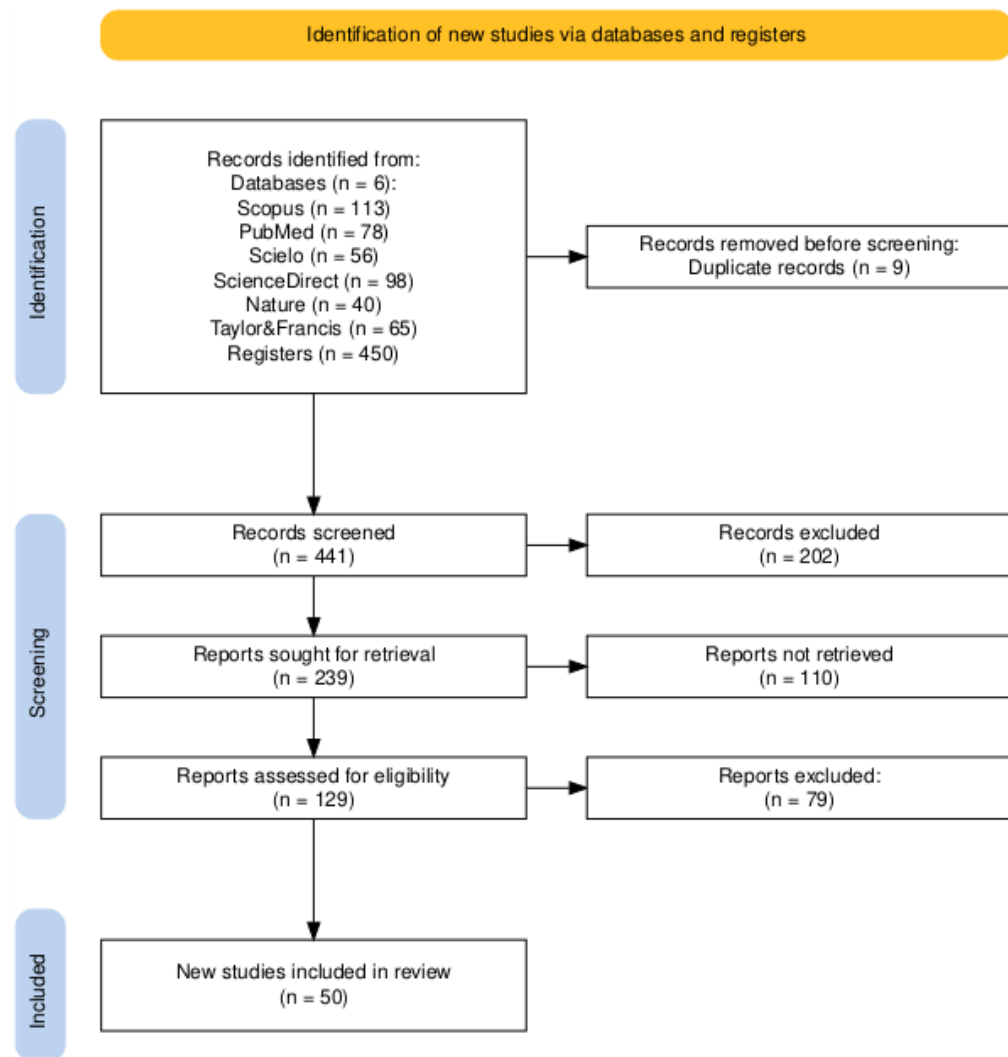 Identification of new studies via databases and registers
Identification
Records identified from:
Databases (n = 6):
Scopus (n = 113)
PubMed (n = 78)
Scielo (n = 56)
ScienceDirect (n = 98)
Nature (n = 40)
Taylor&Francis (n = 65)
Registers (n = 450)
Records removed before screening:
Duplicate records (n = 9)
Screening
Records screened
(n = 441)
Records excluded
(n = 202)
Reports sought for retrieval
(n = 239)
Reports not retrieved
(n = 110)
Reports assessed for eligibility
(n = 129)
Reports excluded:
(n = 79)
Included
New studies included in review
(n = 50)